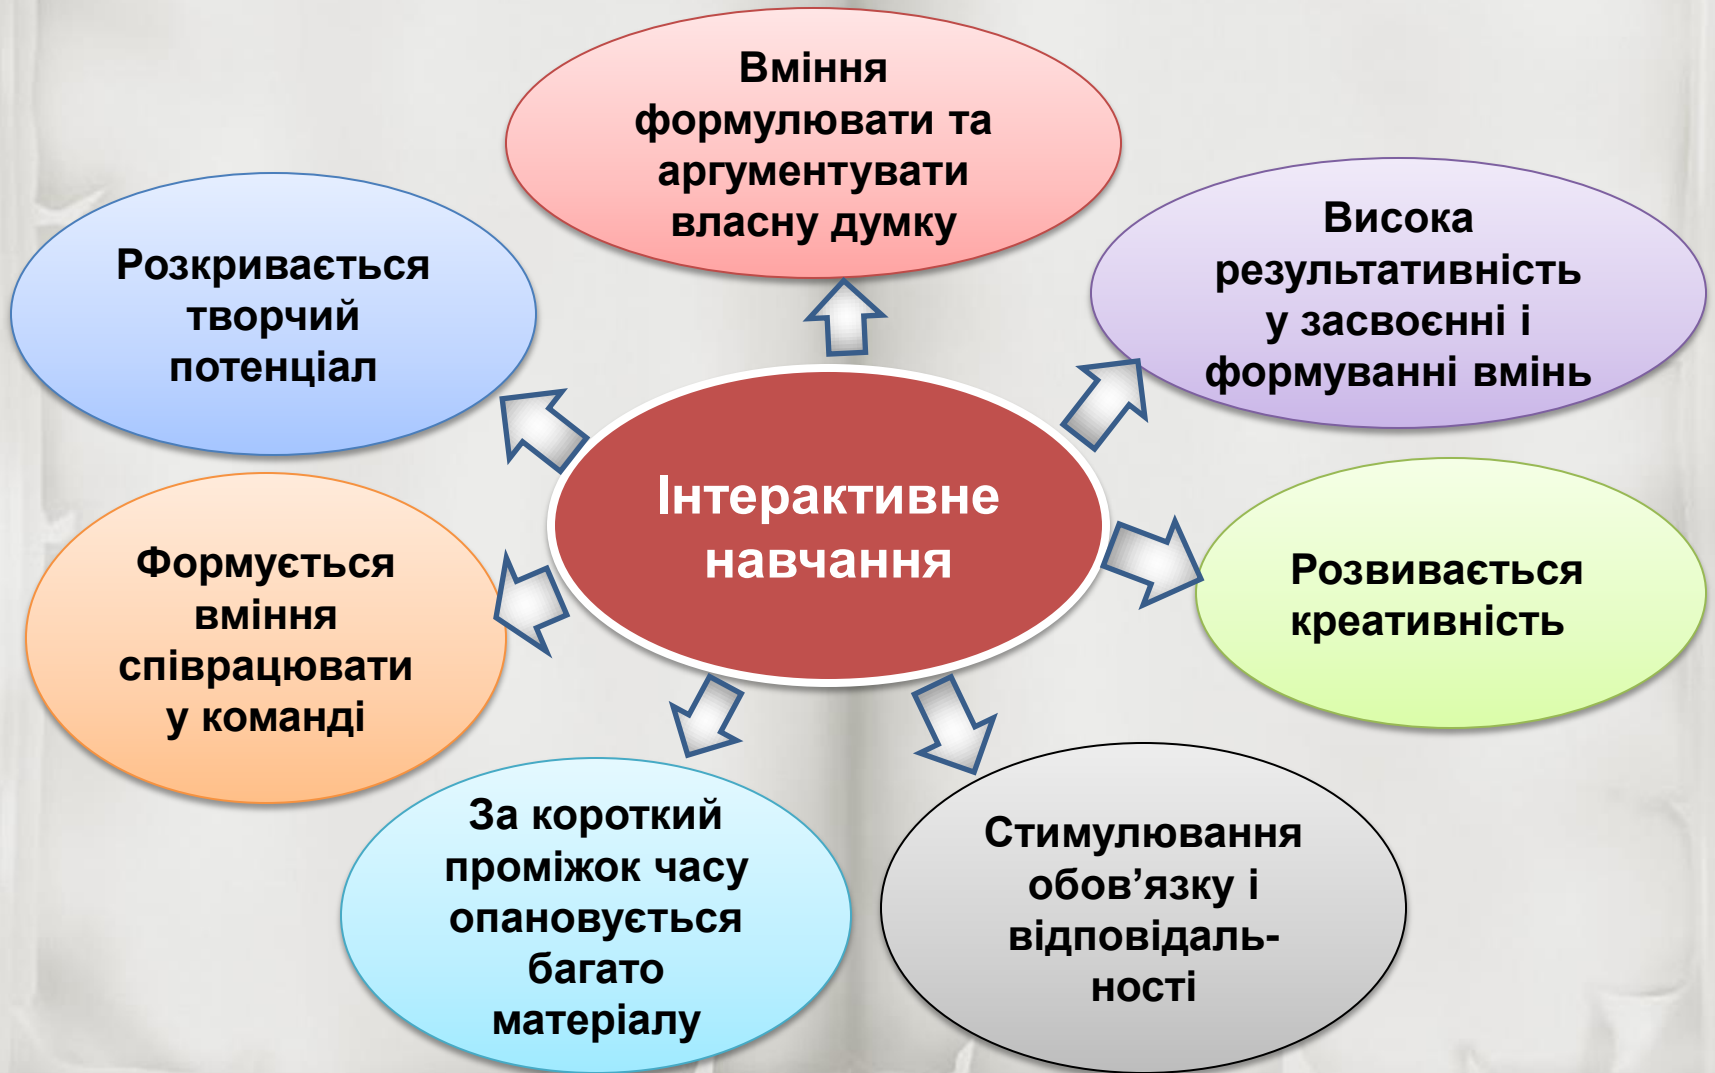 Вміння
формулювати та
аргументувати
власну думку
Розкривається
творчий
потенціал
Висока
результативність
у засвоєнні і
формуванні вмінь
Інтерактивне
навчання
Формується
вміння
співрацювати
у команді
Розвивається
креативність
За короткий
проміжок часу
опановується
багато
матеріалу
Стимулювання
обов’язку і
відповідаль-
ності